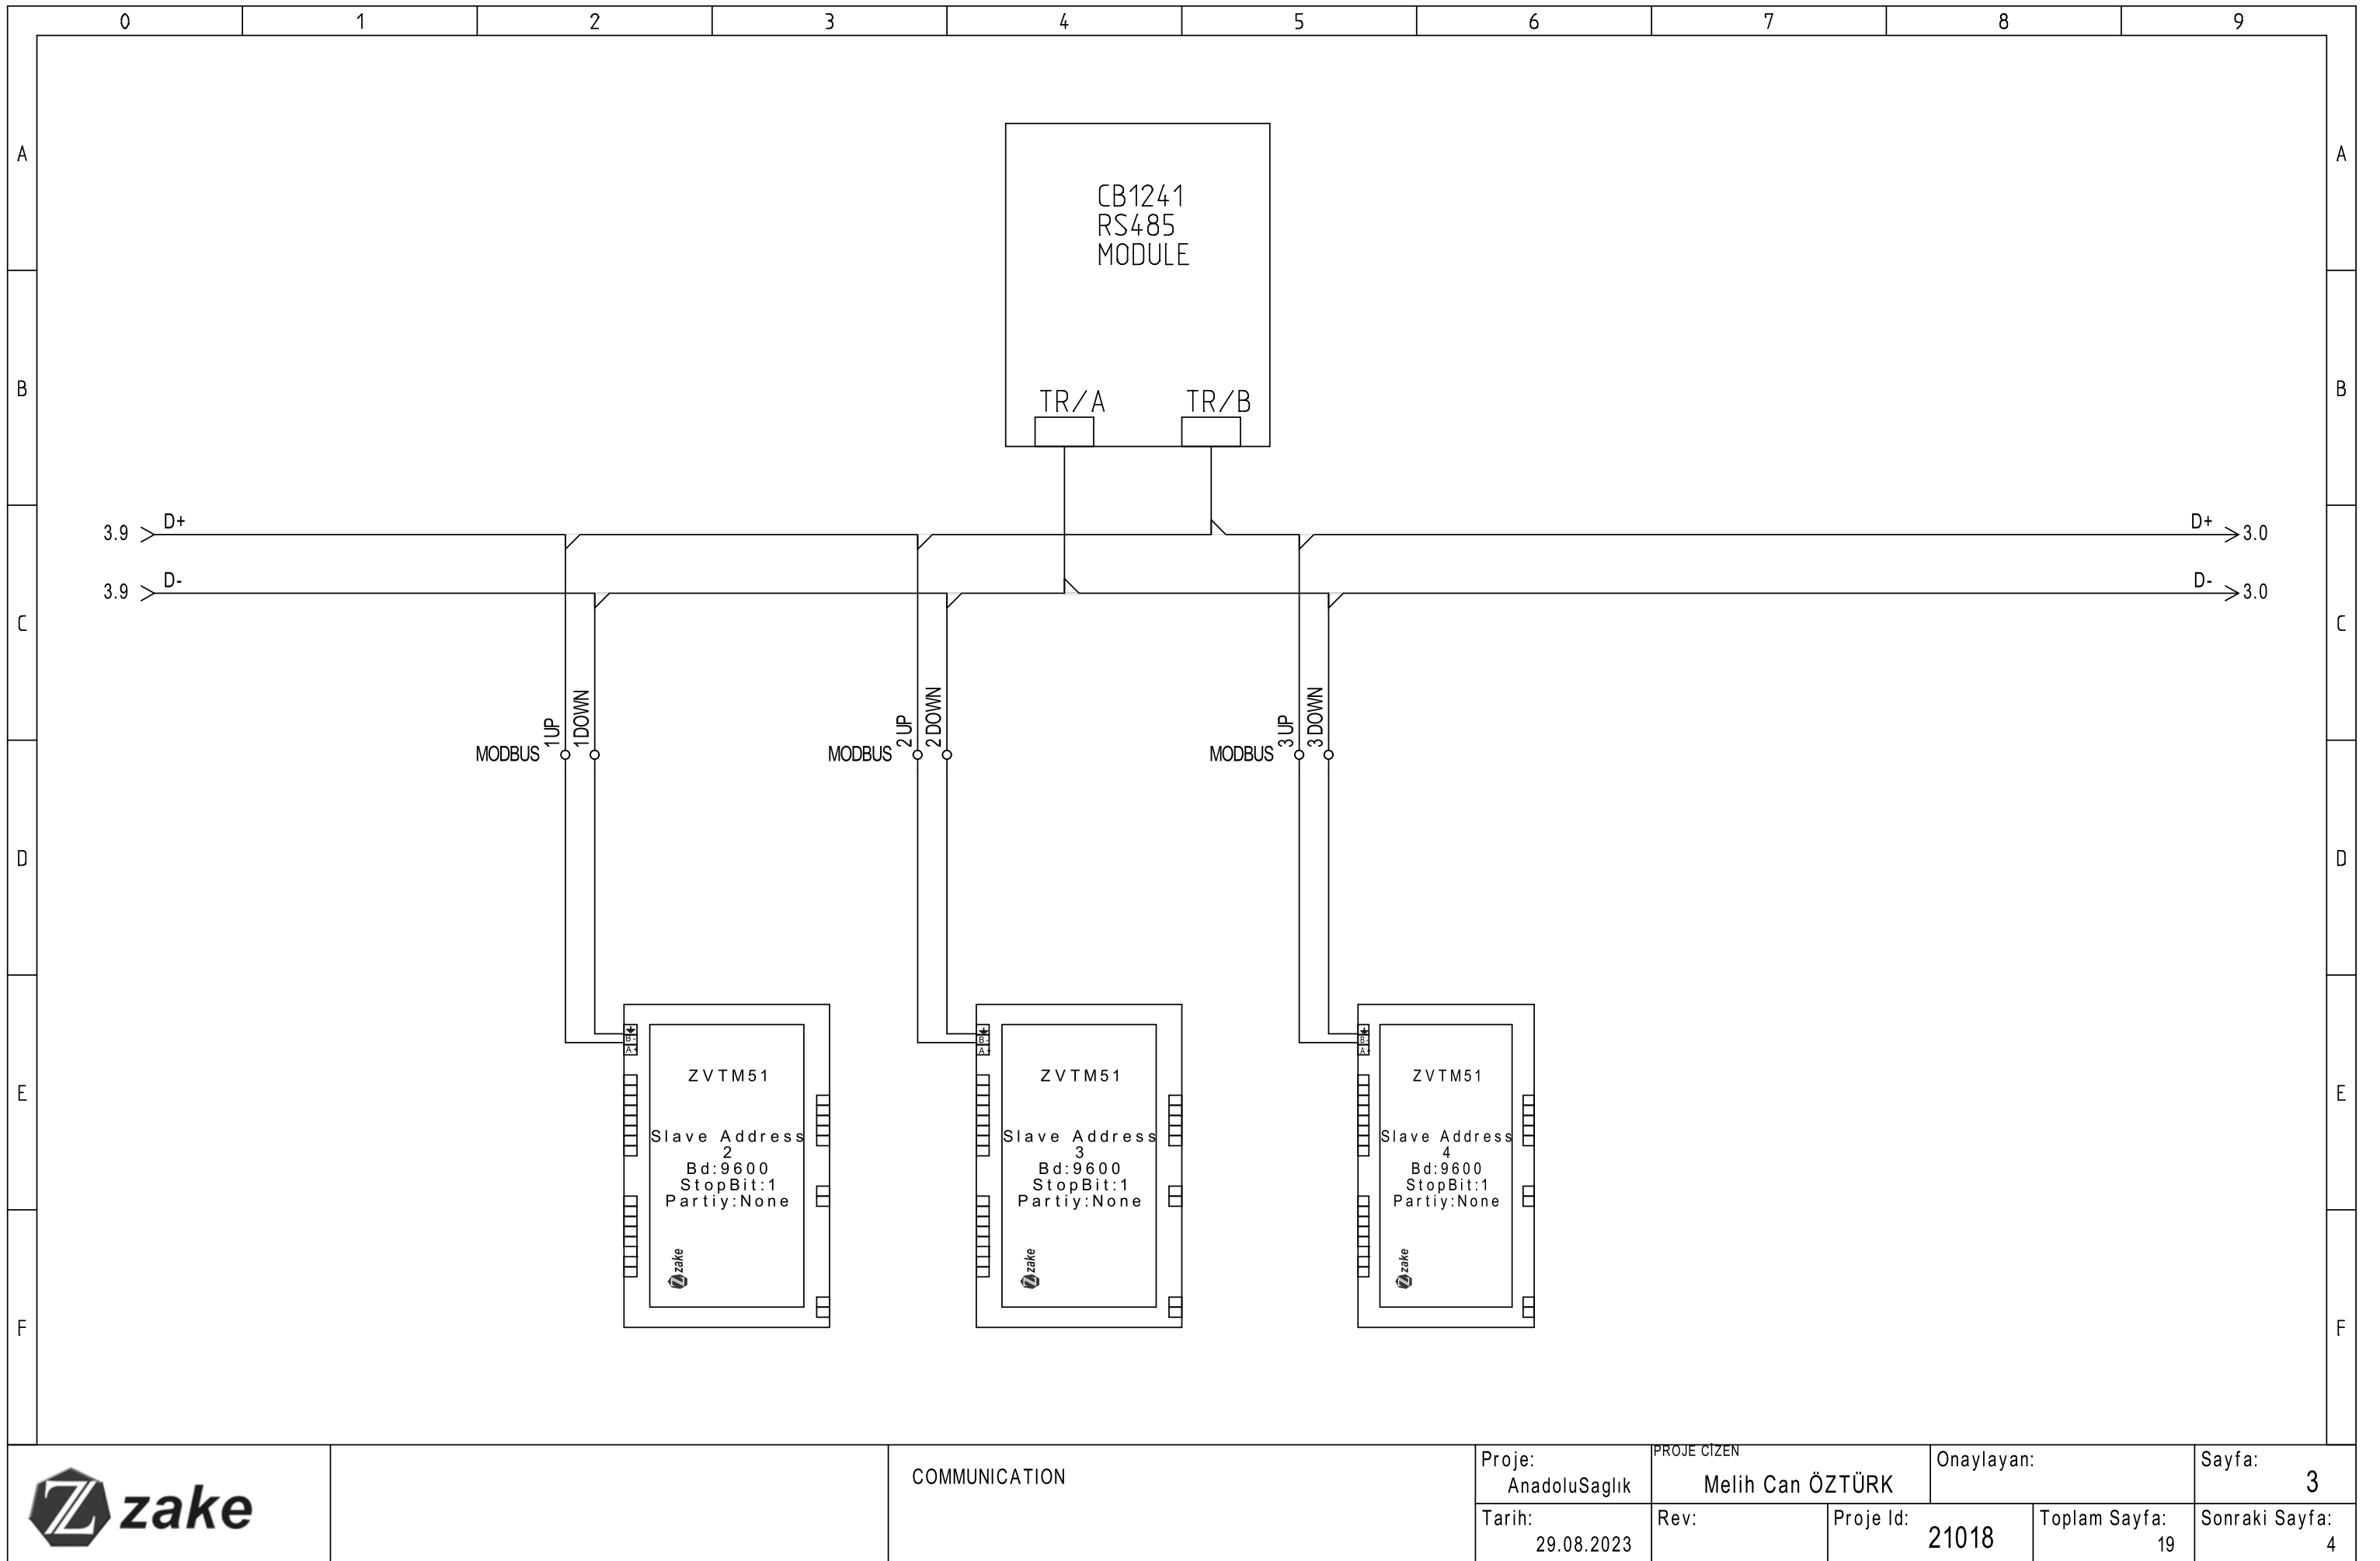 0 1 2 3 4 5 6 7 8 9
A A
CB1241
RS485
MODULE
B B
TR/A TR/B
3.9 D+ D+ 3.0
3.9 D- D- 3.0
C C
1UP 1DOWN 2UP 2DOWN 3UP 3DOWN
MODBUS MODBUS MODBUS
D D
B- B- B-
A+ A+ A+
ZVTM51 ZVTM51 ZVTM51
E E
Slave Address Slave Address Slave Address
2 3 4
Bd:9600 Bd:9600 Bd:9600
StopBit:1 StopBit:1 StopBit:1
Partiy:None Partiy:None Partiy:None
zake zake zake
F F
zake
COMMUNICATION
Proje:
AnadoluSaglık
PROJE CİZEN
Melih Can ÖZTÜRK
Onaylayan:
Sayfa:
3
Tarih:
29.08.2023
Rev:
Proje Id:
21018
Toplam Sayfa:
19
Sonraki Sayfa:
4